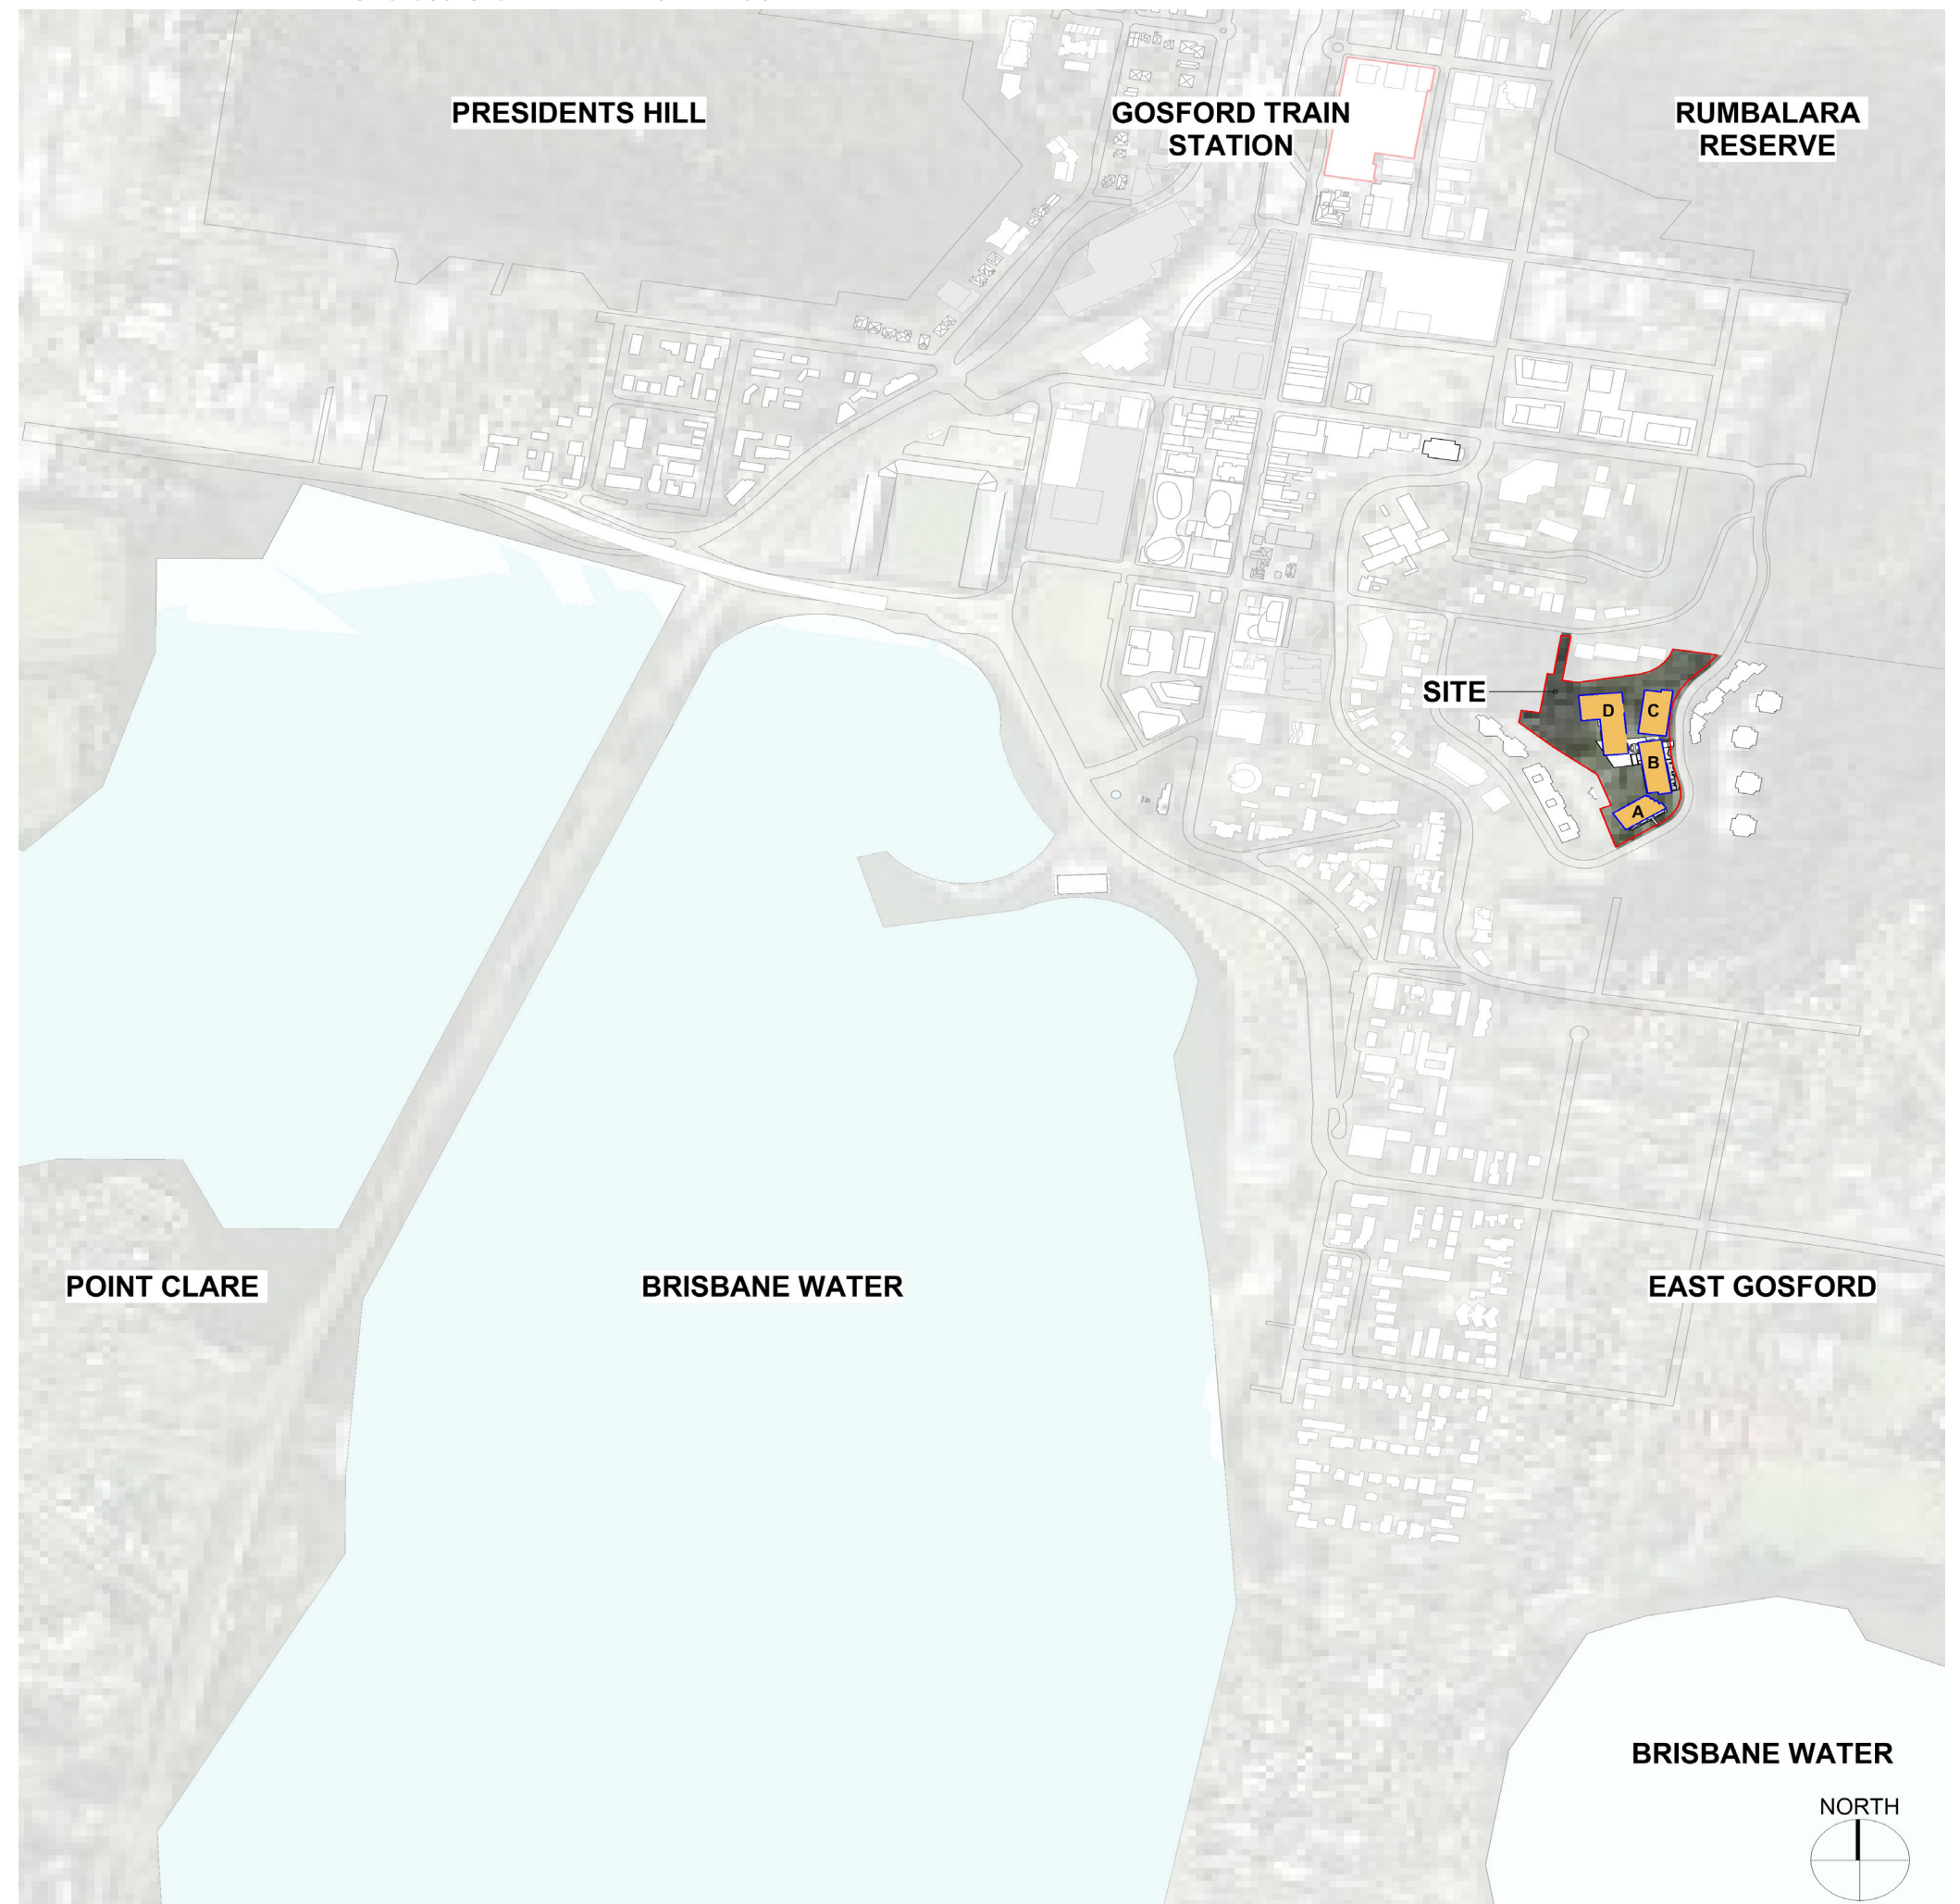 PRESIDENTS HILL
GOSFORD TRAIN
STATION
RUMBALARA
RESERVE
SITE
D
C
B
A
POINT CLARE
BRISBANE WATER
EAST GOSFORD
BRISBANE WATER
NORTH